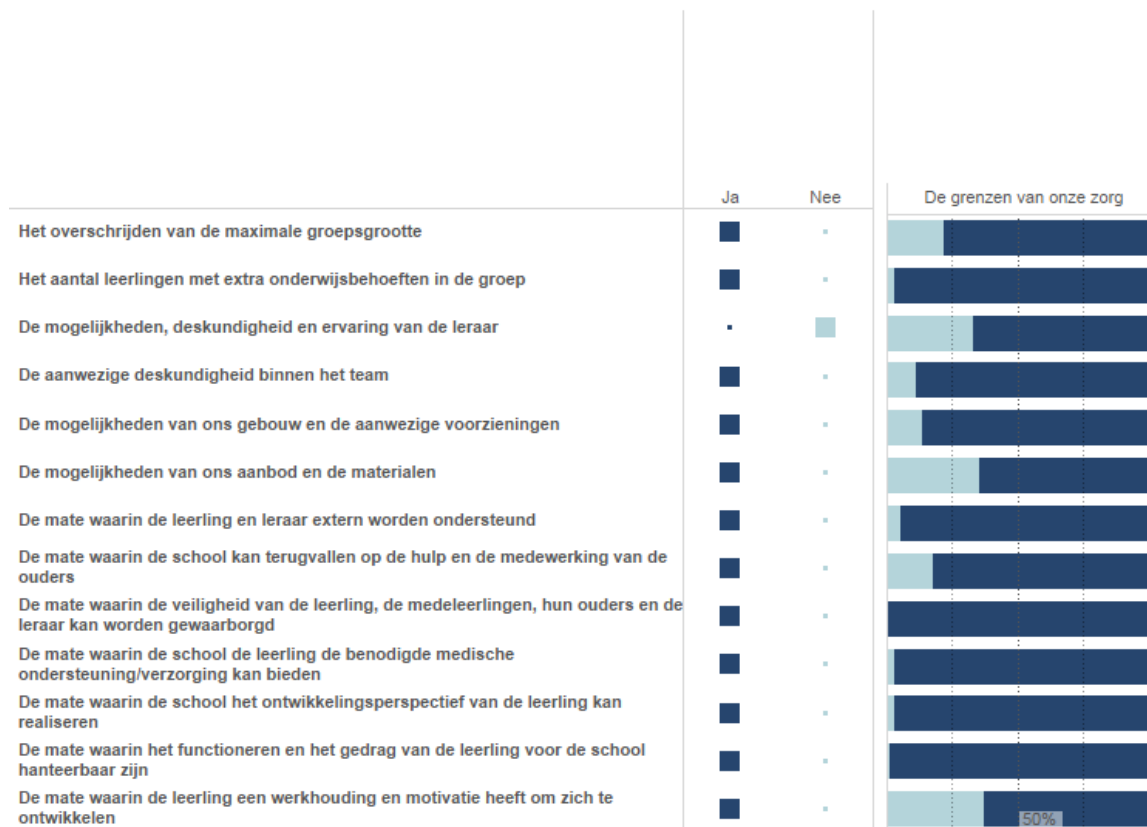 Ja Nee De grenzen van onze zorg
Het overschrijden van de maximale groepsgrootte
Het aantal leerlingen met extra onderwijsbehoeften in de groep
De mogelijkheden, deskundigheid en ervaring van de leraar
De aanwezige deskundigheid binnen het team
De mogelijkheden van ons gebouw en de aanwezige voorzieningen
De mogelijkheden van ons aanbod en de materialen
De mate waarin de leerling en leraar extern worden ondersteund
De mate waarin de school kan terugvallen op de hulp en de medewerking van de
ouders
De mate waarin de veiligheid van de leerling, de medeleerlingen, hun ouders en de
leraar kan worden gewaarborgd
De mate waarin de school de leerling de benodigde medische
ondersteuning/verzorging kan bieden
De mate waarin de school het ontwikkelingsperspectief van de leerling kan
realiseren
De mate waarin het functioneren en het gedrag van de leerling voor de school
hanteerbaar zijn
De mate waarin de leerling een werkhouding en motivatie heeft om zich te
ontwikkelen
50%